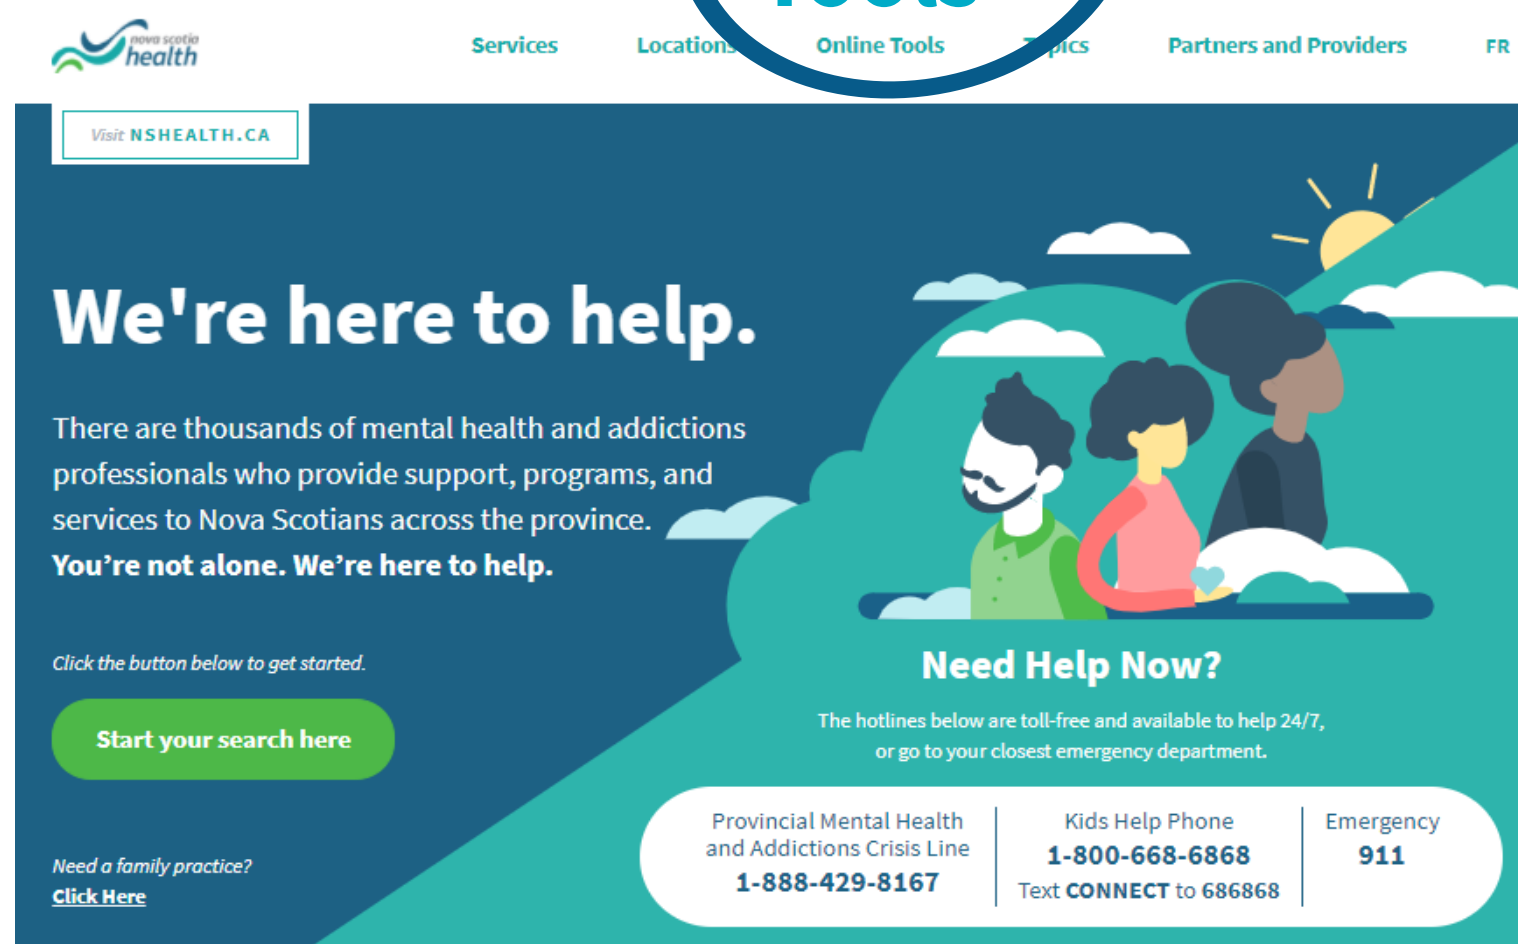 Tools
nova scotia
health
Services
Locations
Online Tools
Topics
Partners and Providers
FR
Visit NSHEALTH.CA
We're here to help.
There are thousands of mental health and addictions
professionals who provide support, programs, and
services to Nova Scotians across the province.
You’re not alone. We’re here to help.
Click the button below to get started.
Start your search here
Need a family practice?
Click Here
Need Help Now?
The hotlines below are toll-free and available to help 24/7,
or go to your closest emergency department.
Provincial Mental Health
and Addictions Crisis Line
1-888-429-8167
Kids Help Phone
1-800-668-6868
Text CONNECT to 686868
Emergency
911